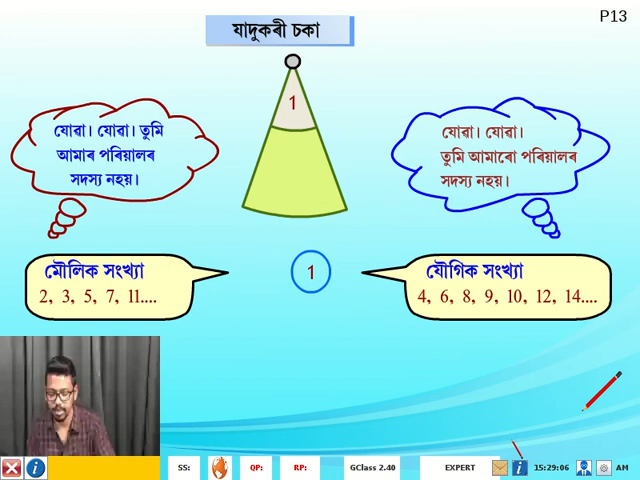 P13
যাদুকৰী চকা
1
যোৱা। যোৱা। তুমি
আমাৰ পৰিয়ালৰ
সদস্য নহয়।
যোৱা। যোৱা।
তুমি আমাৰো পৰিয়ালৰ
সদস্য নহয়।
মৌলিক সংখ্যা
2, 3, 5, 7, 11....
1
যৌগিক সংখ্যা
4, 6, 8, 9, 10, 12, 14....
SS: QP: RP: GClass 2.40 EXPERT 15:29:06 AM